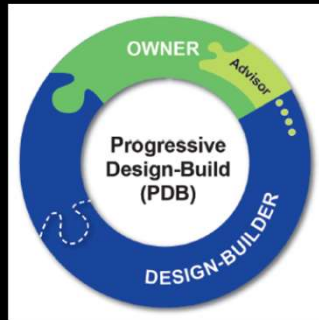 OWNER
Advisor
Progressive
Design-Build
(PDB)
DESIGN-BUILDER